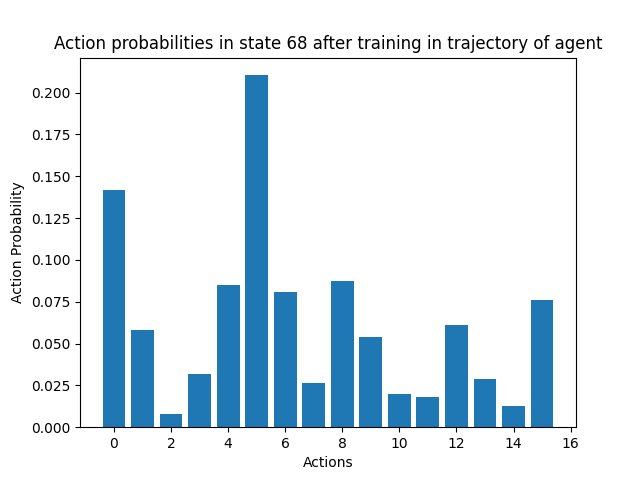 Action probabilities in state 68 after training in trajectory of agent
0.200
0.175
0.150
0.125
0.100
0.075
0.050
0.025
0.000
Action Probability
0 2 4 6 8 10 12 14 16
Actions